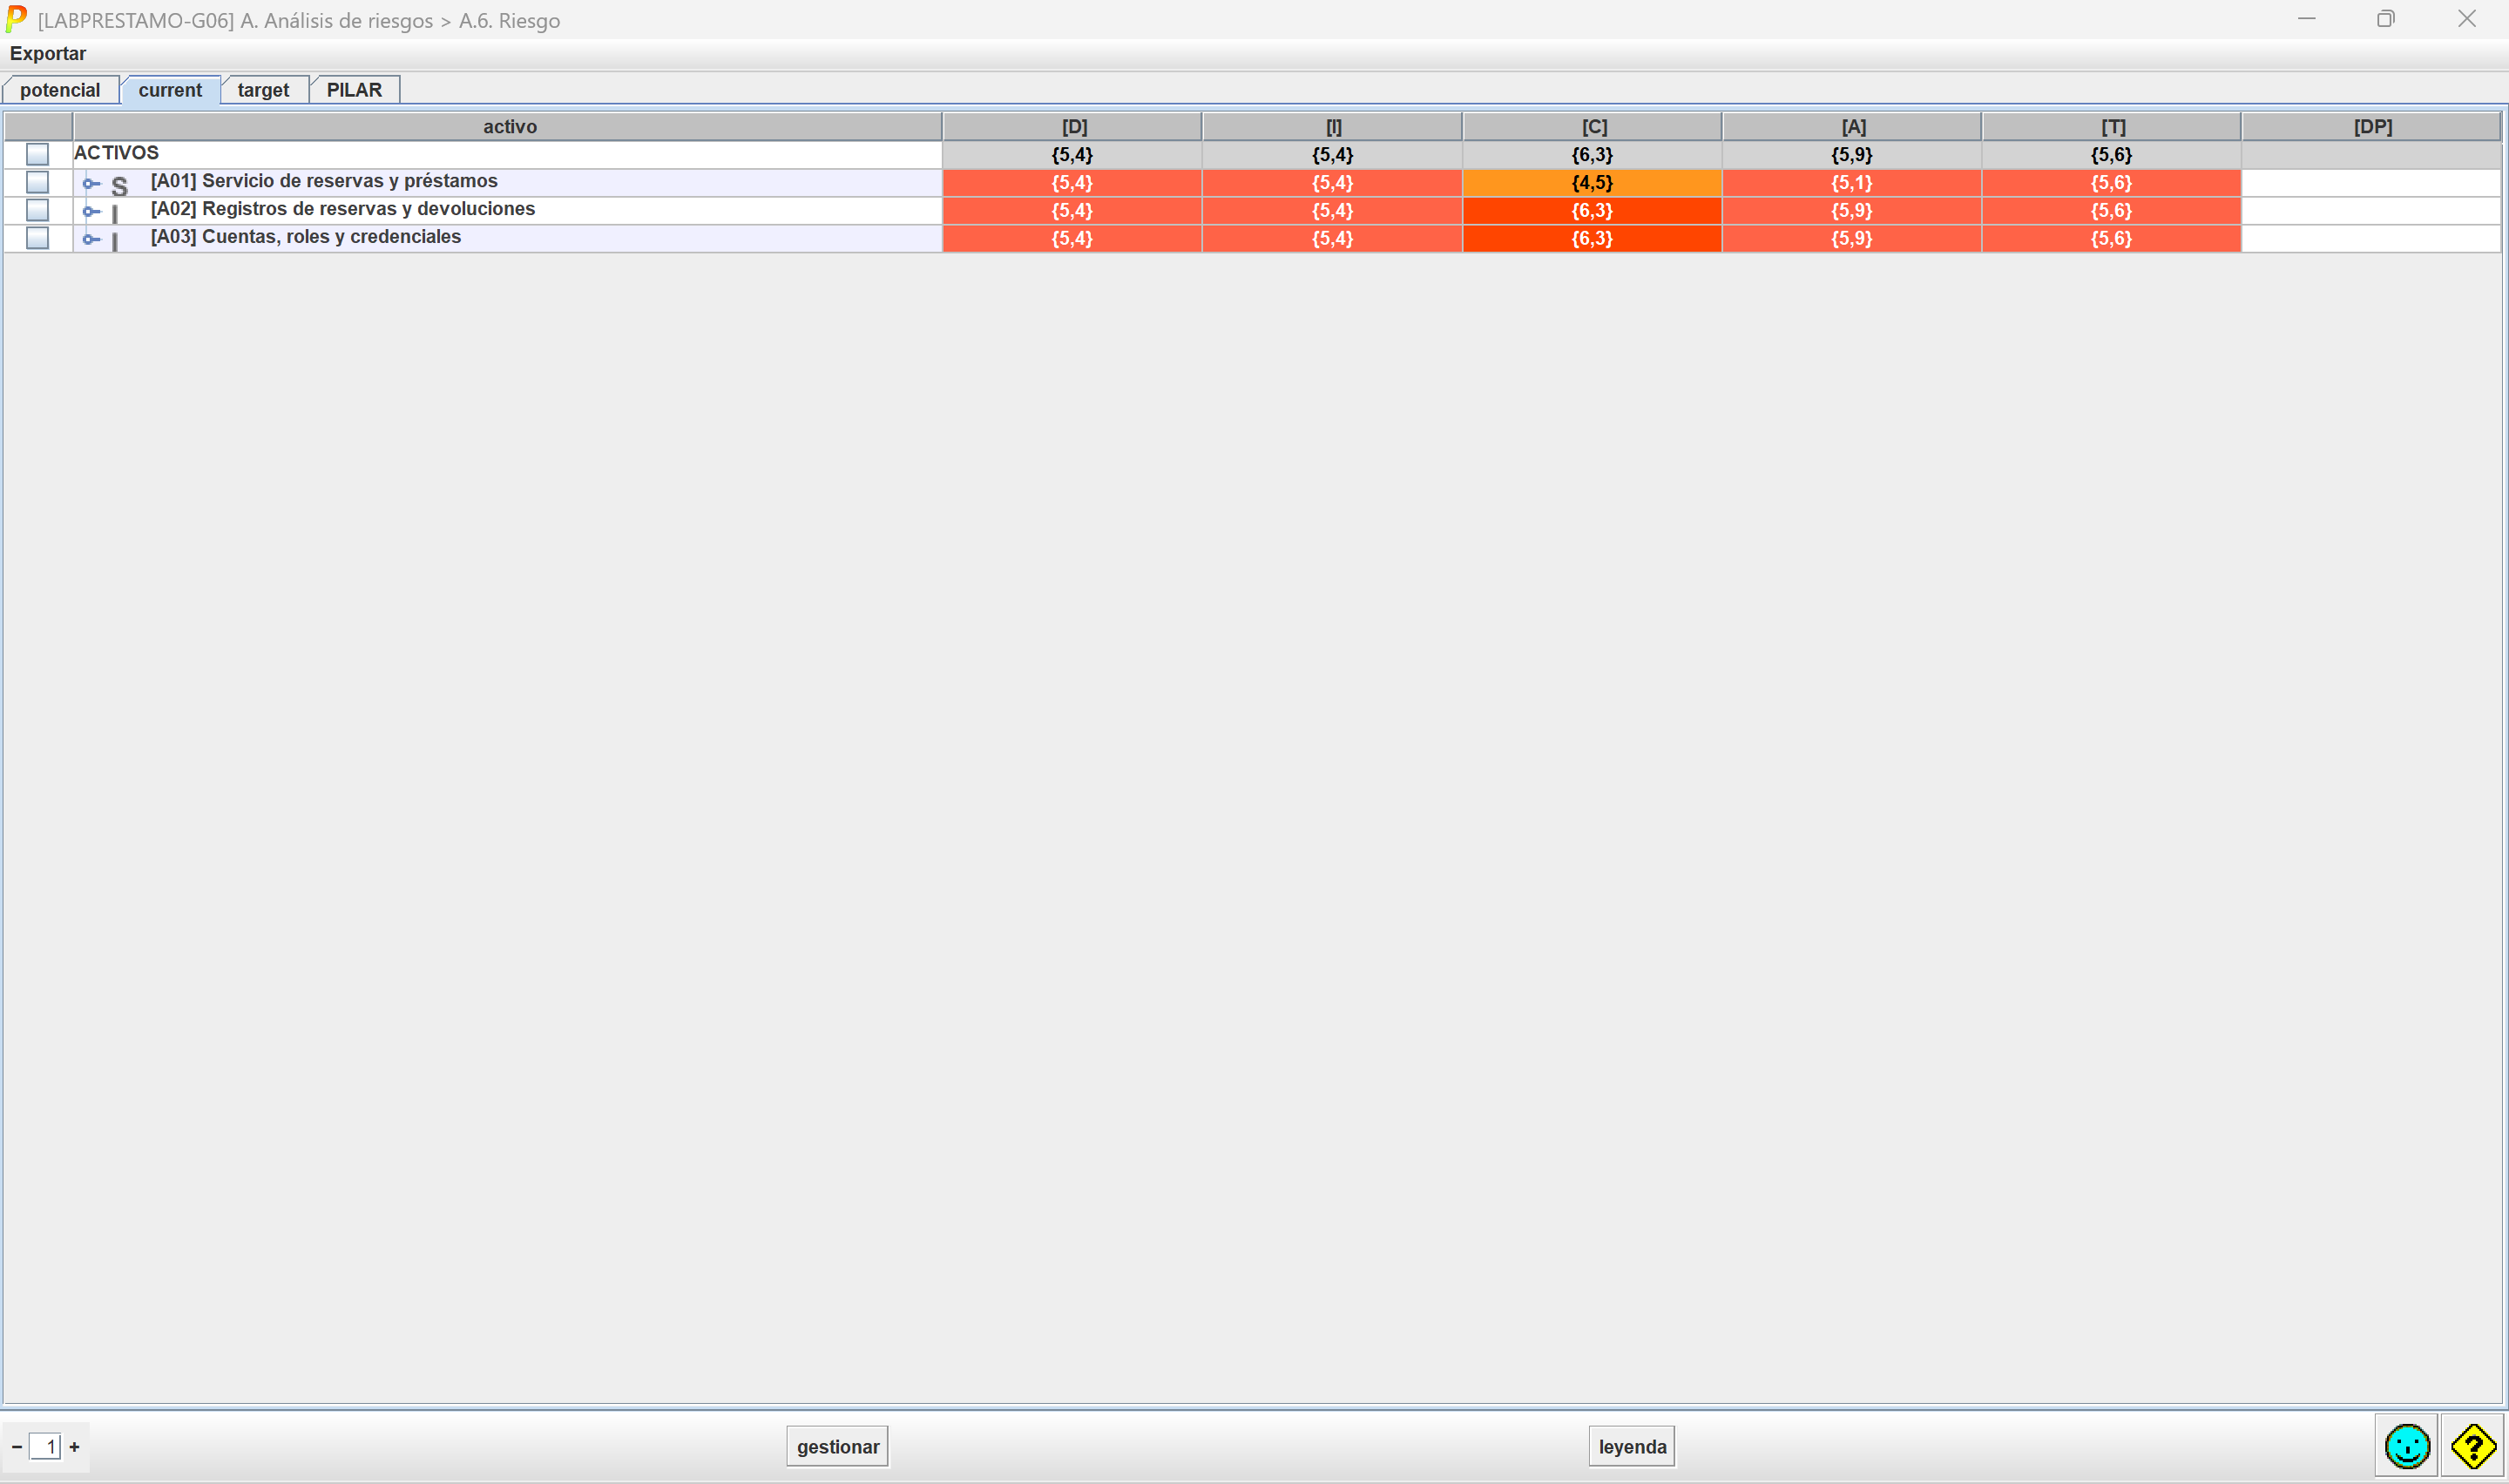 [LABPRESTAMO-G06] A. Análisis de riesgos > A.6. Riesgo
Exportar
potencial current target PILAR
activo [D] [I] [C] [A] [T] [DP]
ACTIVOS {5,4} {5,4} {6,3} {5,9} {5,6}
S [A01] Servicio de reservas y préstamos {5,4} {5,4} {4,5} {5,1} {5,6}
I [A02] Registros de reservas y devoluciones {5,4} {5,4} {6,3} {5,9} {5,6}
I [A03] Cuentas, roles y credenciales {5,4} {5,4} {6,3} {5,9} {5,6}
− 1 + gestionar leyenda ?